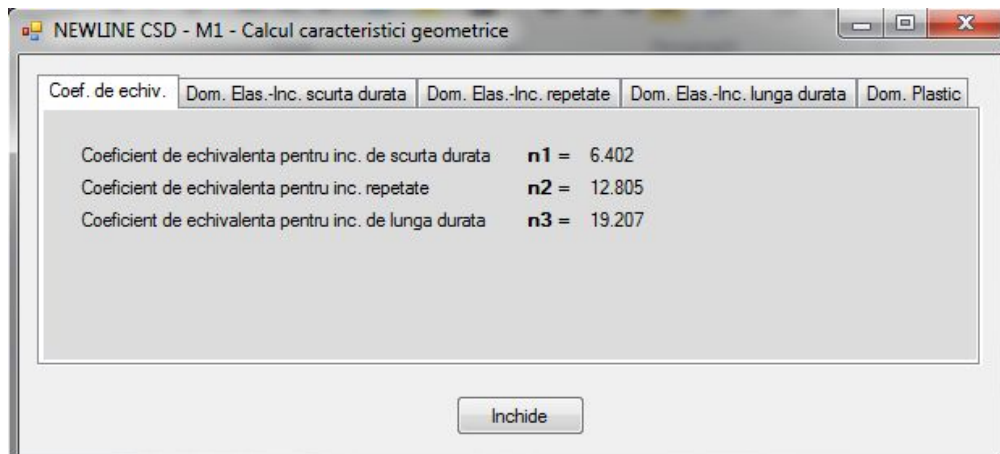 NEWLINE CSD - M1 - Calcul caracteristici geometrice
Coef. de echiv. Dom. Elas.-Inc. scurta durata Dom. Elas.-Inc. repetate Dom. Elas.-Inc. lunga durata Dom. Plastic
Coeficient de echivalenta pentru inc. de scurta durata n1 = 6.402
Coeficient de echivalenta pentru inc. repetate n2 = 12.805
Coeficient de echivalenta pentru inc. de lunga durata n3 = 19.207
Inchide